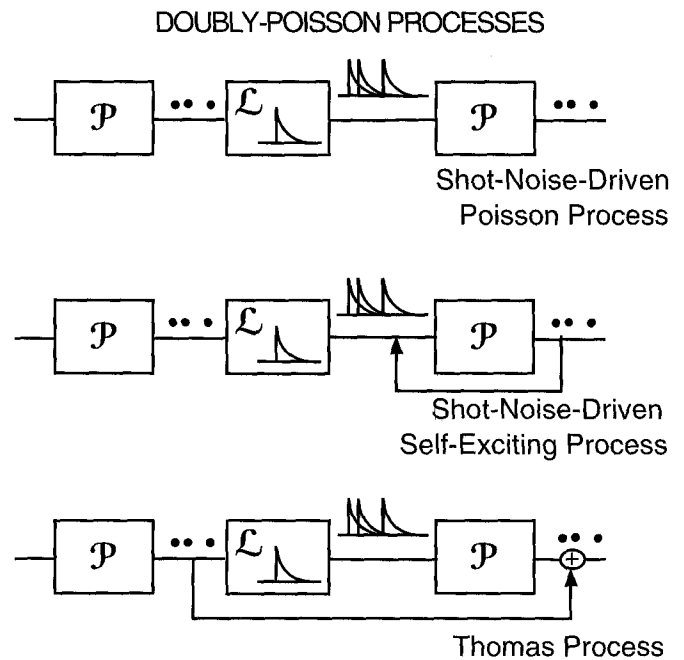 DOUBLY-POISSON PROCESSES
𝒫 ℒ 𝒫
Shot-Noise-Driven
Poisson Process
𝒫 ℒ 𝒫
Shot-Noise-Driven
Self-Exciting Process
𝒫 ℒ 𝒫
+
Thomas Process